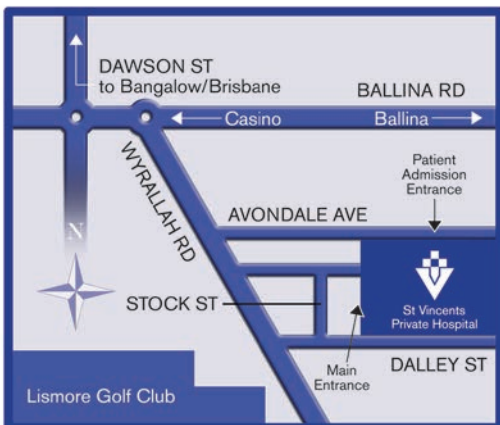 DAWSON ST
to Bangalow/Brisbane
BALLINA RD
Casino
Ballina
WYRALLAH RD
Patient
Admission
Entrance
AVONDALE AVE
N
STOCK ST
St Vincents
Private Hospital
Main
Entrance
DALLEY ST
Lismore Golf Club